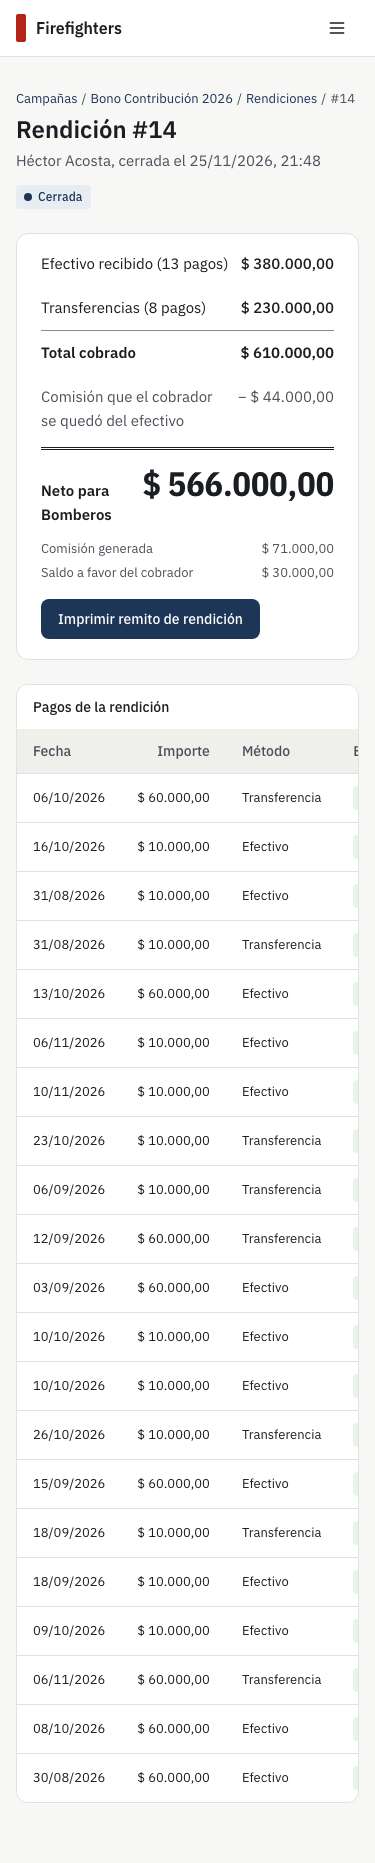 Firefighters
Campañas / Bono Contribución 2026 / Rendiciones / #14
Rendición #14
Héctor Acosta, cerrada el 25/11/2026, 21:48
Cerrada
Efectivo recibido (13 pagos) $ 380.000,00
Transferencias (8 pagos) $ 230.000,00
Total cobrado $ 610.000,00
Comisión que el cobrador se quedó del efectivo − $ 44.000,00
Neto para Bomberos $ 566.000,00
Comisión generada $ 71.000,00
Saldo a favor del cobrador $ 30.000,00
Imprimir remito de rendición
Pagos de la rendición
Fecha Importe Método
06/10/2026 $ 60.000,00 Transferencia
16/10/2026 $ 10.000,00 Efectivo
31/08/2026 $ 10.000,00 Efectivo
31/08/2026 $ 10.000,00 Transferencia
13/10/2026 $ 60.000,00 Efectivo
06/11/2026 $ 10.000,00 Efectivo
10/11/2026 $ 10.000,00 Efectivo
23/10/2026 $ 10.000,00 Transferencia
06/09/2026 $ 10.000,00 Transferencia
12/09/2026 $ 60.000,00 Transferencia
03/09/2026 $ 60.000,00 Efectivo
10/10/2026 $ 10.000,00 Efectivo
10/10/2026 $ 10.000,00 Efectivo
26/10/2026 $ 10.000,00 Transferencia
15/09/2026 $ 60.000,00 Efectivo
18/09/2026 $ 10.000,00 Transferencia
18/09/2026 $ 10.000,00 Efectivo
09/10/2026 $ 10.000,00 Efectivo
06/11/2026 $ 60.000,00 Transferencia
08/10/2026 $ 60.000,00 Efectivo
30/08/2026 $ 60.000,00 Efectivo